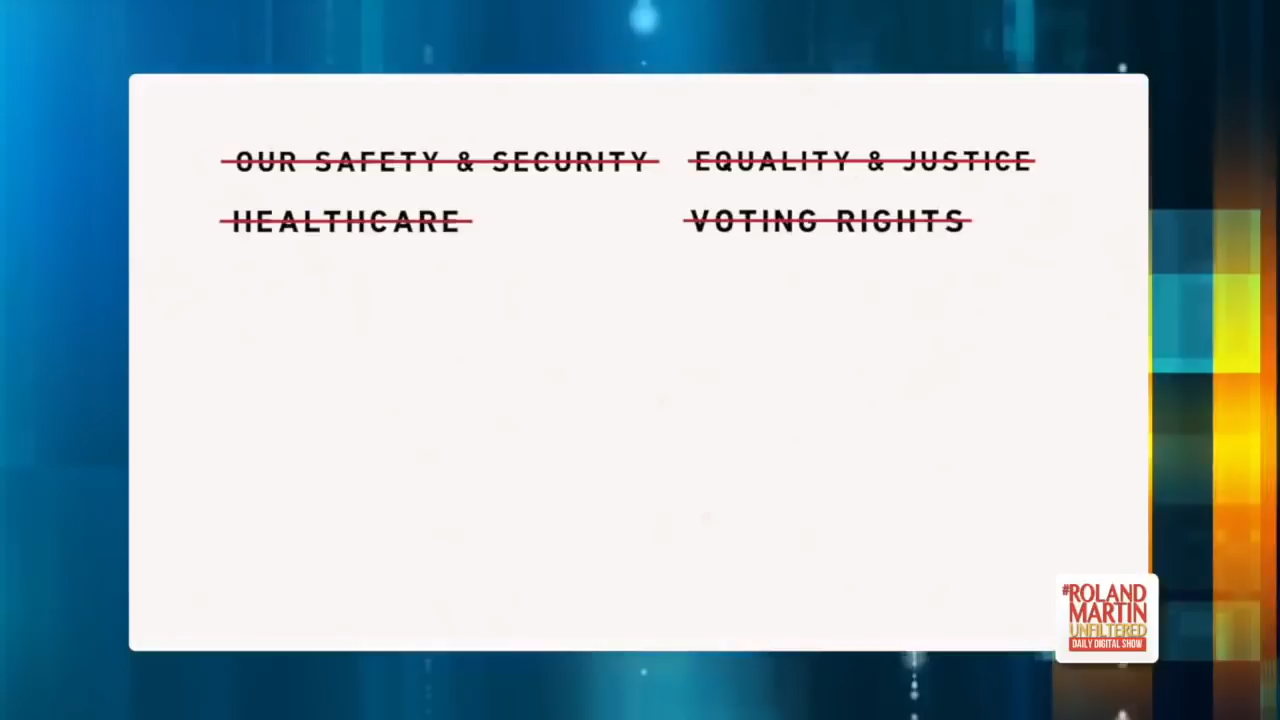 OUR SAFETY & SECURITY
EQUALITY & JUSTICE
HEALTHCARE
VOTING RIGHTS
#ROLAND
MARTIN
UNFILTERED
DAILY DIGITAL SHOW